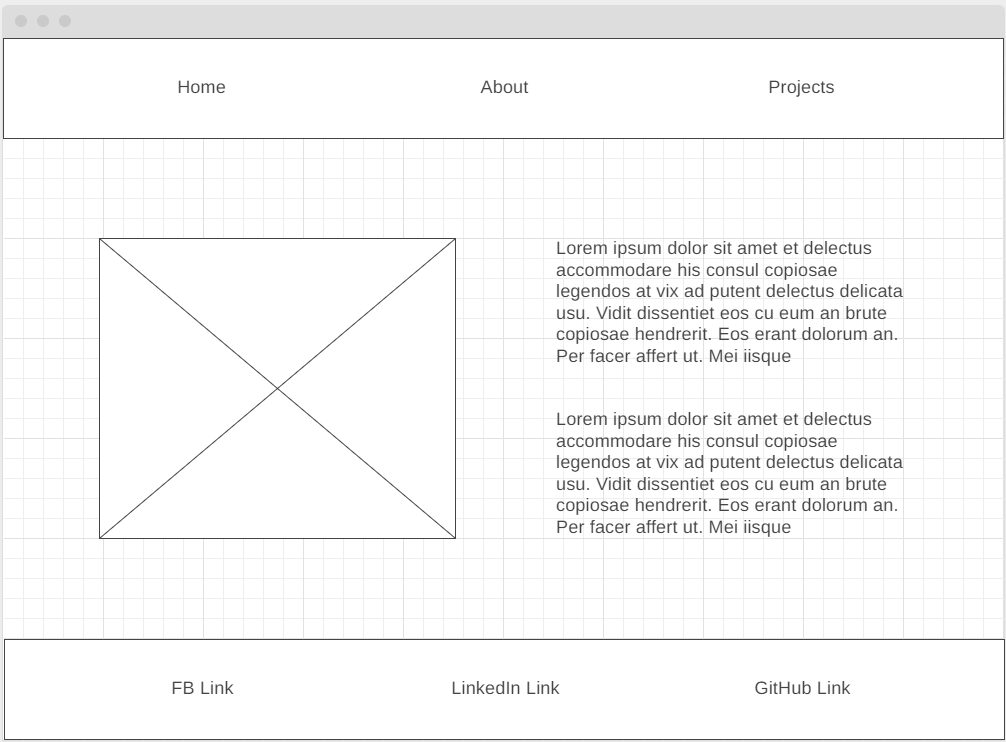 Home
About
Projects
Lorem ipsum dolor sit amet et delectus
accommodare his consul copiosae
legendos at vix ad putent delectus delicata
usu. Vidit dissentiet eos cu eum an brute
copiosae hendrerit. Eos erant dolorum an.
Per facer affert ut. Mei iisque
Lorem ipsum dolor sit amet et delectus
accommodare his consul copiosae
legendos at vix ad putent delectus delicata
usu. Vidit dissentiet eos cu eum an brute
copiosae hendrerit. Eos erant dolorum an.
Per facer affert ut. Mei iisque
FB Link
LinkedIn Link
GitHub Link